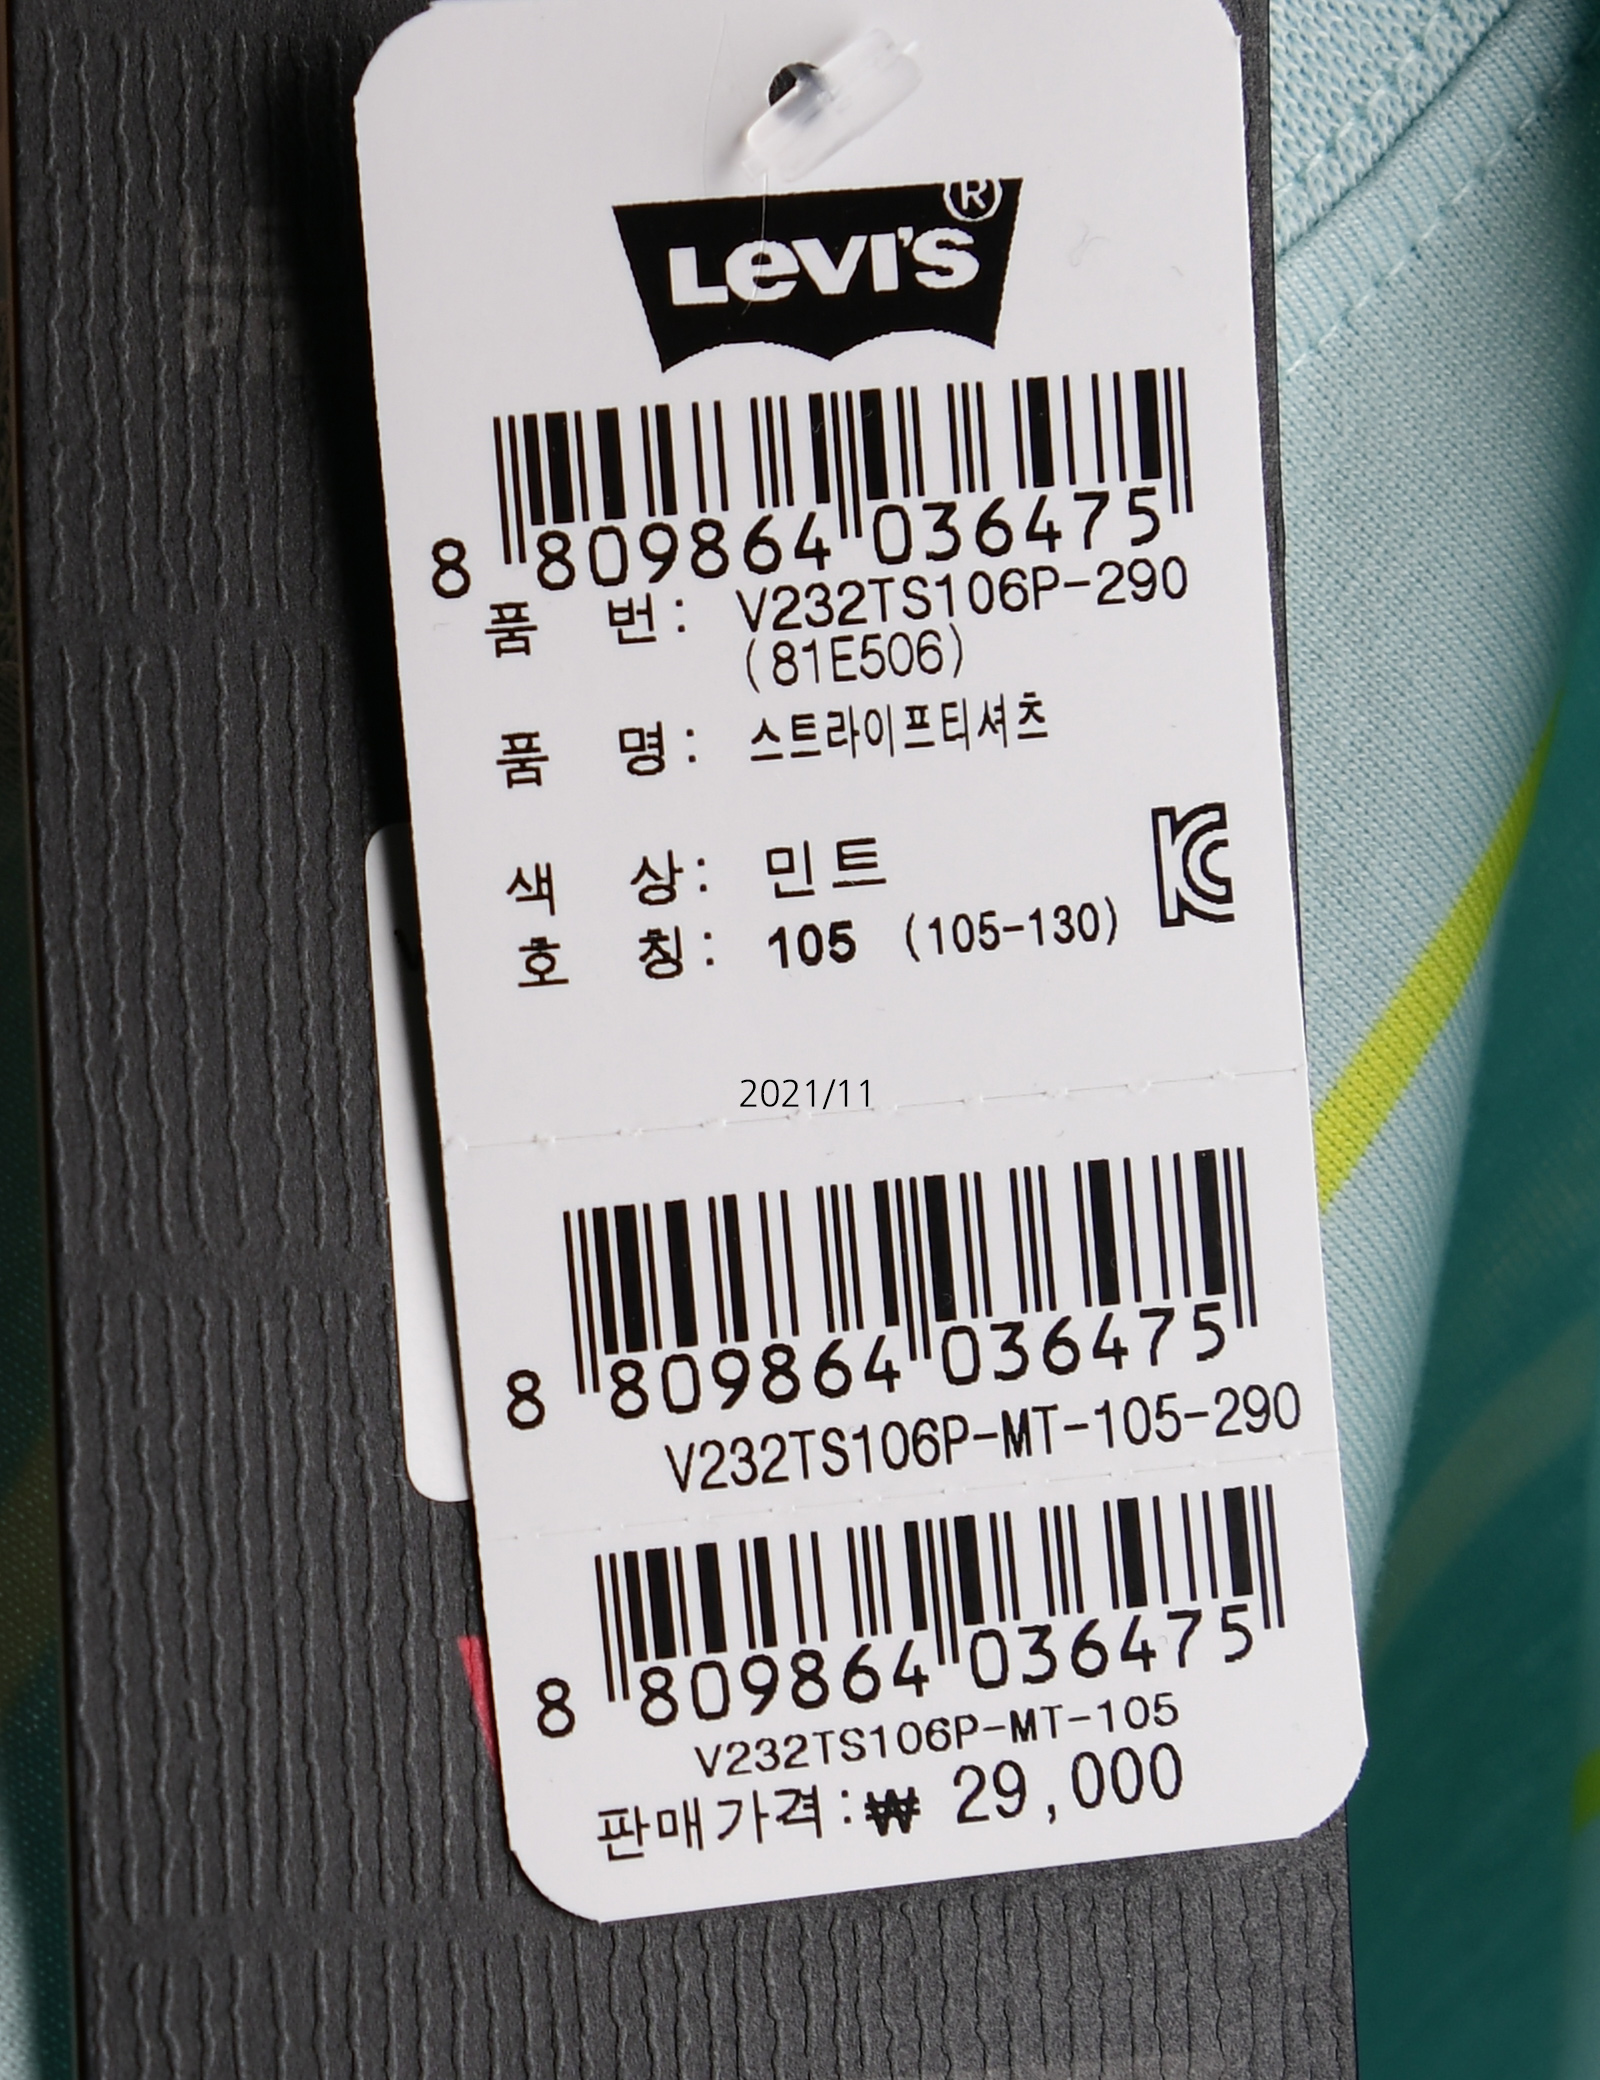 LEVI'S®
8 809864 036475
품 번: V232TS106P-290
(81E506)
품 명: 스트라이프티셔츠
색 상: 민트
호 칭: 105 (105-130)
2021/11
8 809864 036475
V232TS106P-MT-105-290
8 809864 036475
V232TS106P-MT-105
판매가격:₩ 29,000